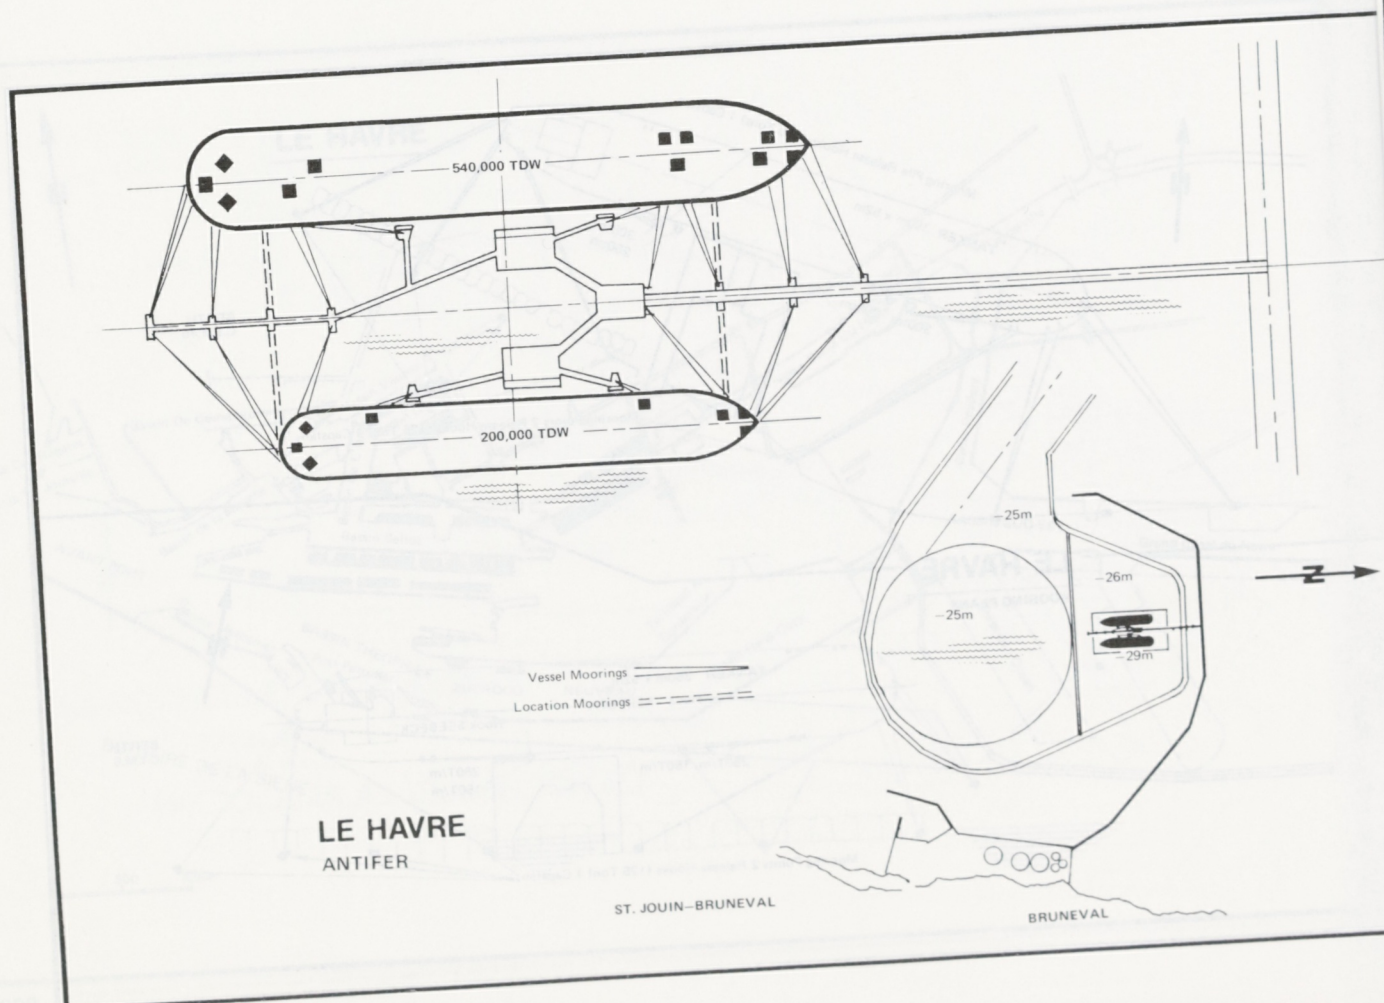 540,000 TDW
200,000 TDW
−25m
−26m
−25m
−29m
N
Vessel Moorings
Location Moorings
LE HAVRE
ANTIFER
ST. JOUIN−BRUNEVAL
BRUNEVAL